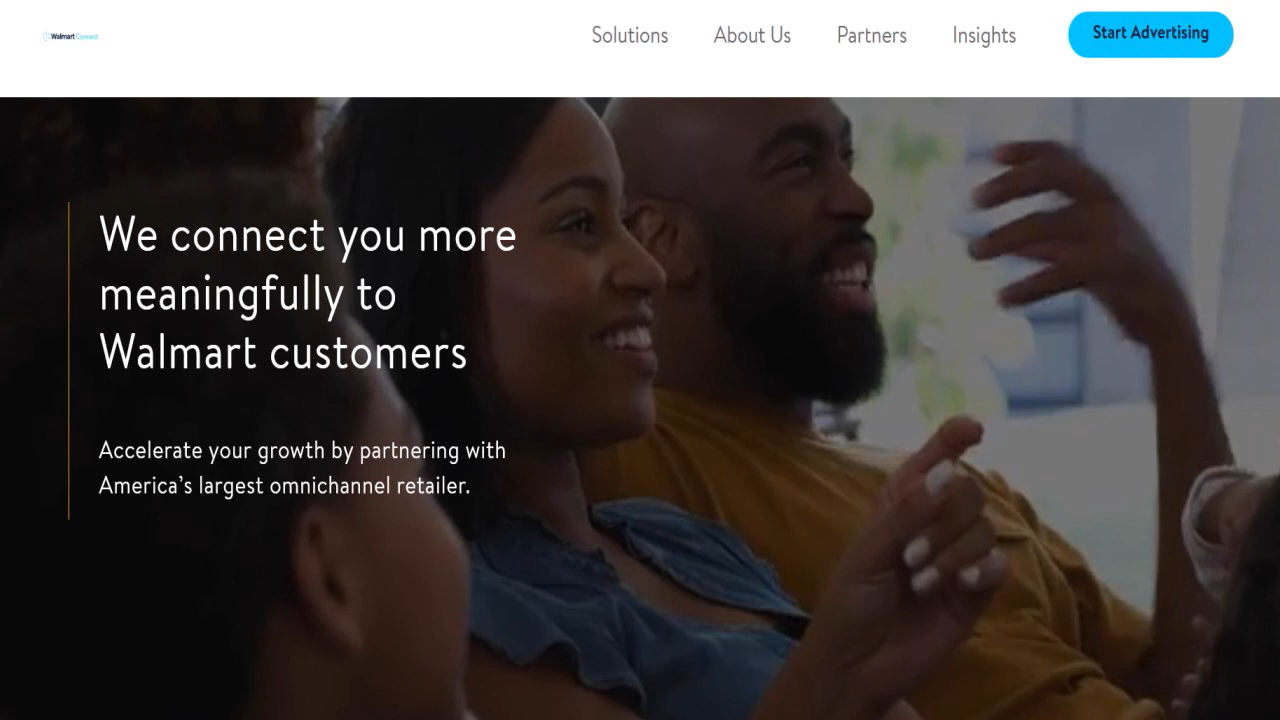 Walmart Connect
Solutions
About Us
Partners
Insights
Start Advertising
We connect you more
meaningfully to
Walmart customers
Accelerate your growth by partnering with
America’s largest omnichannel retailer.